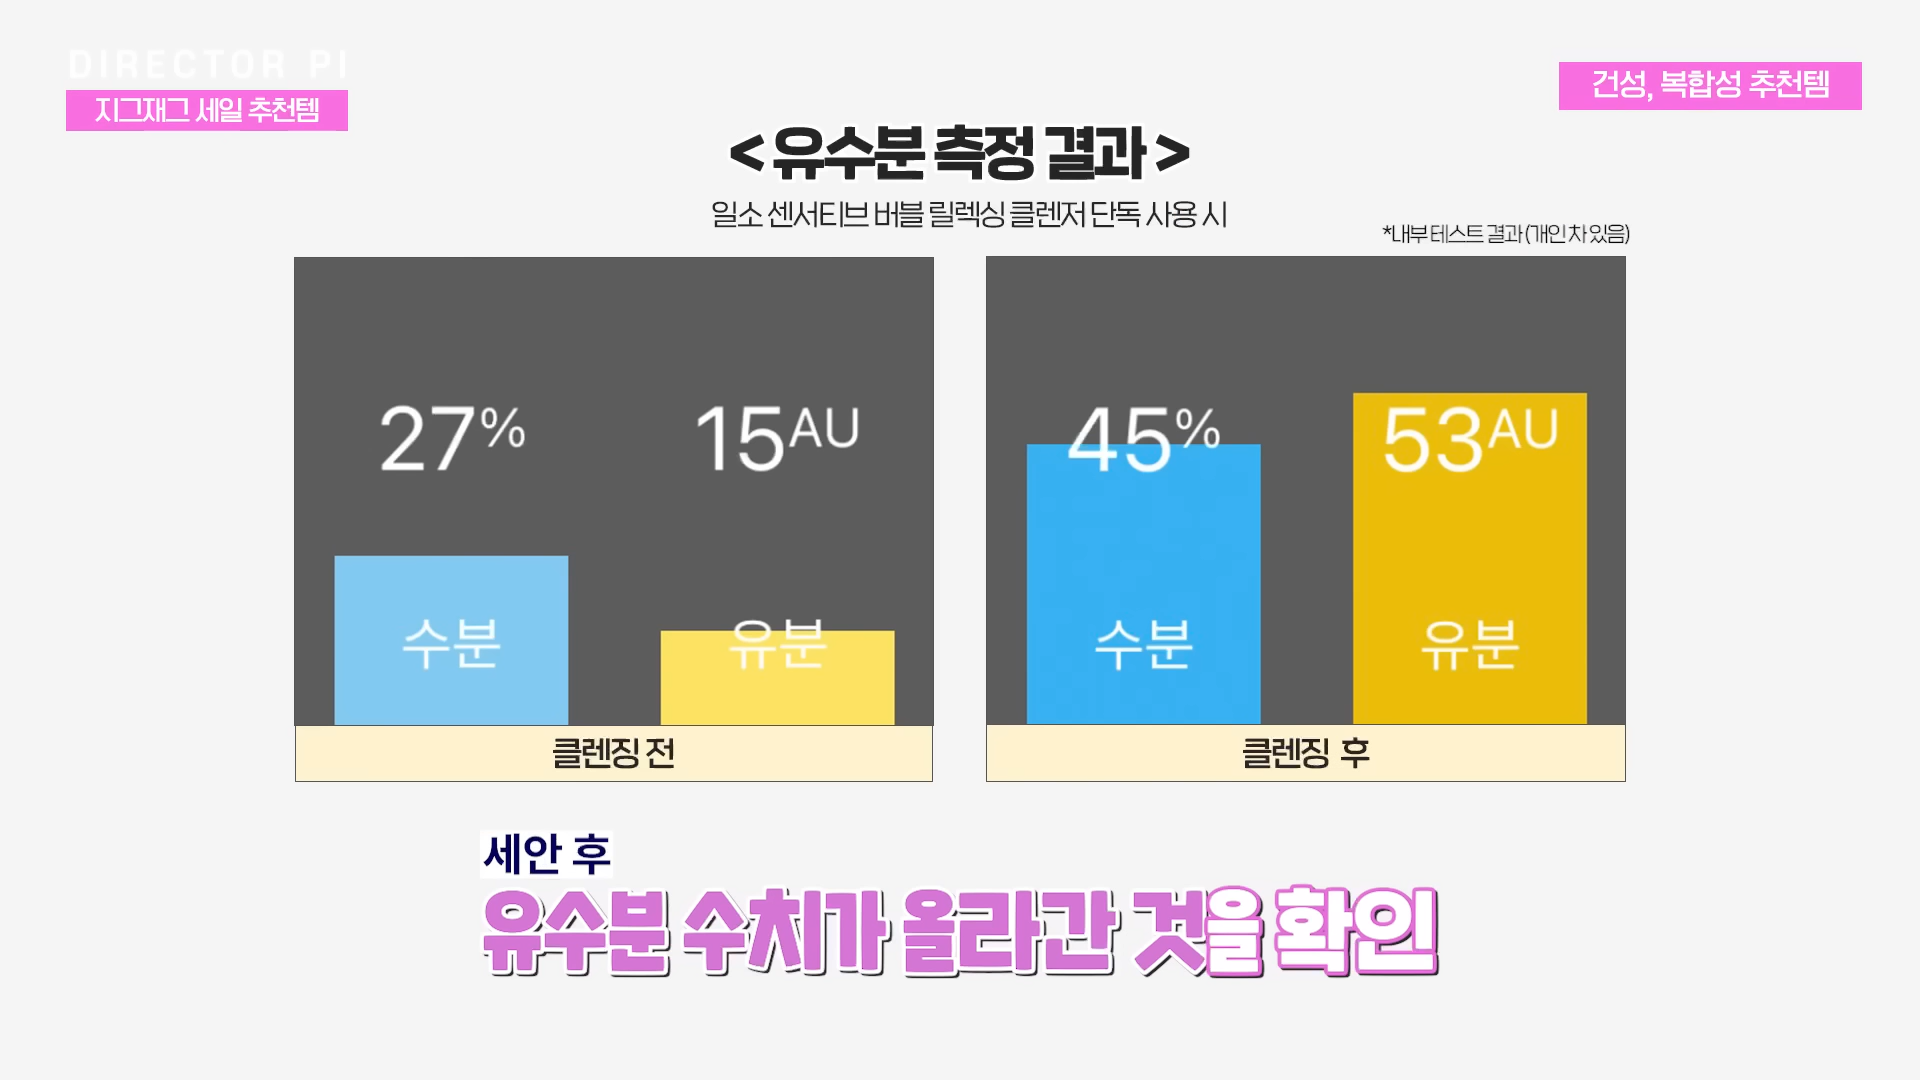 DIRECTOR PI
지그재그 세일 추천템
건성, 복합성 추천템
< 유수분 측정 결과 >
일소 센서티브 버블 릴렉싱 클렌저 단독 사용 시
*내부 테스트 결과 (개인 차 있음)
27% 15AU
수분 유분
클렌징 전
45% 53AU
수분 유분
클렌징 후
세안 후
유수분 수치가 올라간 것을 확인